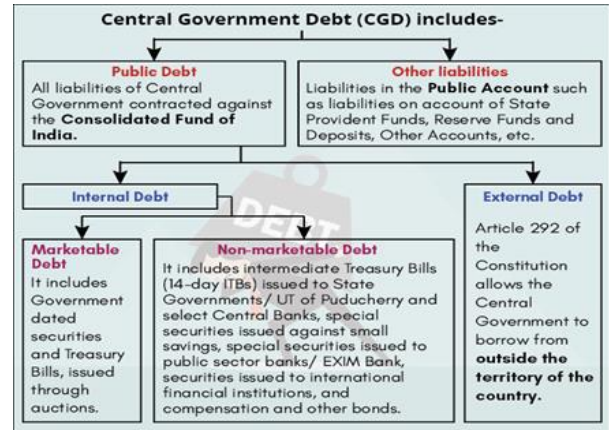 Central Government Debt (CGD) includes-
Public Debt
All liabilities of Central
Government contracted against
the Consolidated Fund of
India.
Other liabilities
Liabilities in the Public Account such
as liabilities on account of State
Provident Funds, Reserve Funds and
Deposits, Other Accounts, etc.
Internal Debt
Marketable
Debt
It includes
Government
dated
securities
and Treasury
Bills, issued
through
auctions.
Non-marketable Debt
It includes intermediate Treasury Bills
(14-day ITBs) issued to State
Governments/ UT of Puducherry and
select Central Banks, special
securities issued against small
savings, special securities issued to
public sector banks/ EXIM Bank,
securities issued to international
financial institutions, and
compensation and other bonds.
External Debt
Article 292 of
the
Constitution
allows the
Central
Government to
borrow from
outside the
territory of the
country.
DEBT